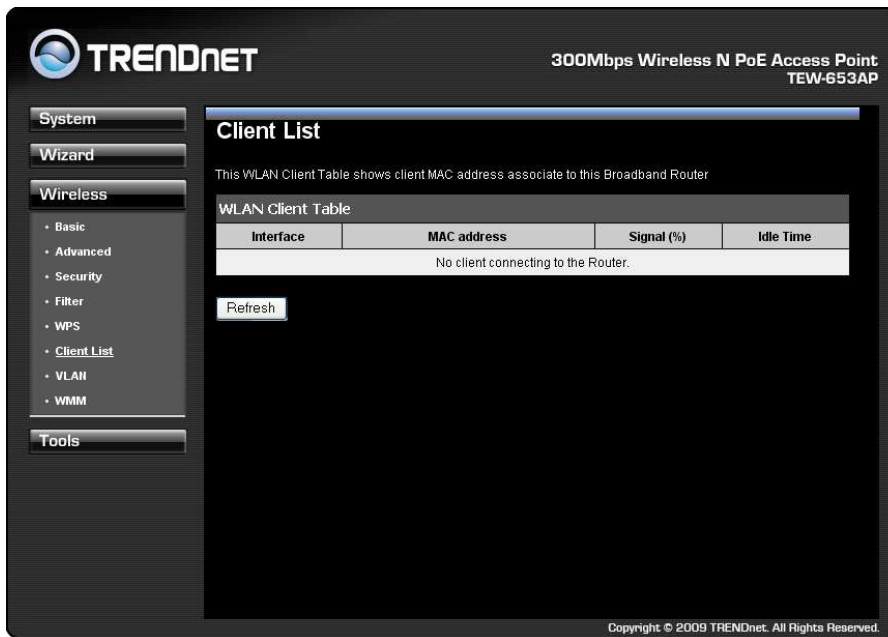 TRENDNET
300Mbps Wireless N PoE Access Point
TEW-653AP
System
Wizard
Wireless
Basic
Advanced
Security
Filter
WPS
Client List
VLAN
WMM
Tools
Client List
This WLAN Client Table shows client MAC address associate to this Broadband Router
WLAN Client Table
Interface MAC address Signal (%) Idle Time
No client connecting to the Router.
Refresh
Copyright © 2009 TRENDnet. All Rights Reserved.